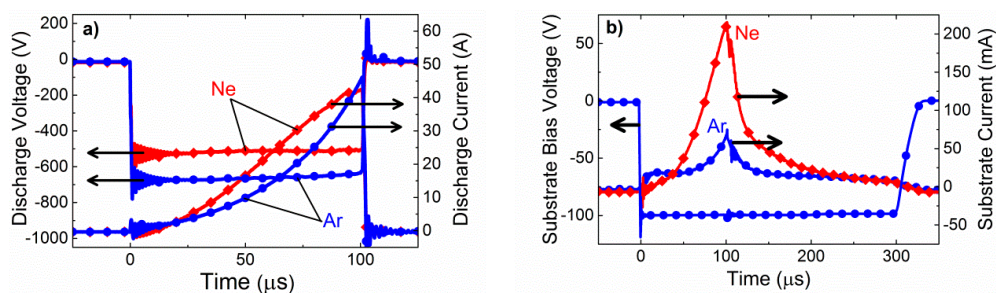 a)
Discharge Voltage (V)
200
0
-200
-400
-600
-800
-1000
Ne
Ar
0
50
100
Time (μs)
60
50
40
30
20
10
0
Discharge Current (A)
b)
Substrate Bias Voltage (V)
50
0
-50
-100
Ne
Ar
0
100
200
300
Time (μs)
200
150
100
50
0
-50
Substrate Current (mA)